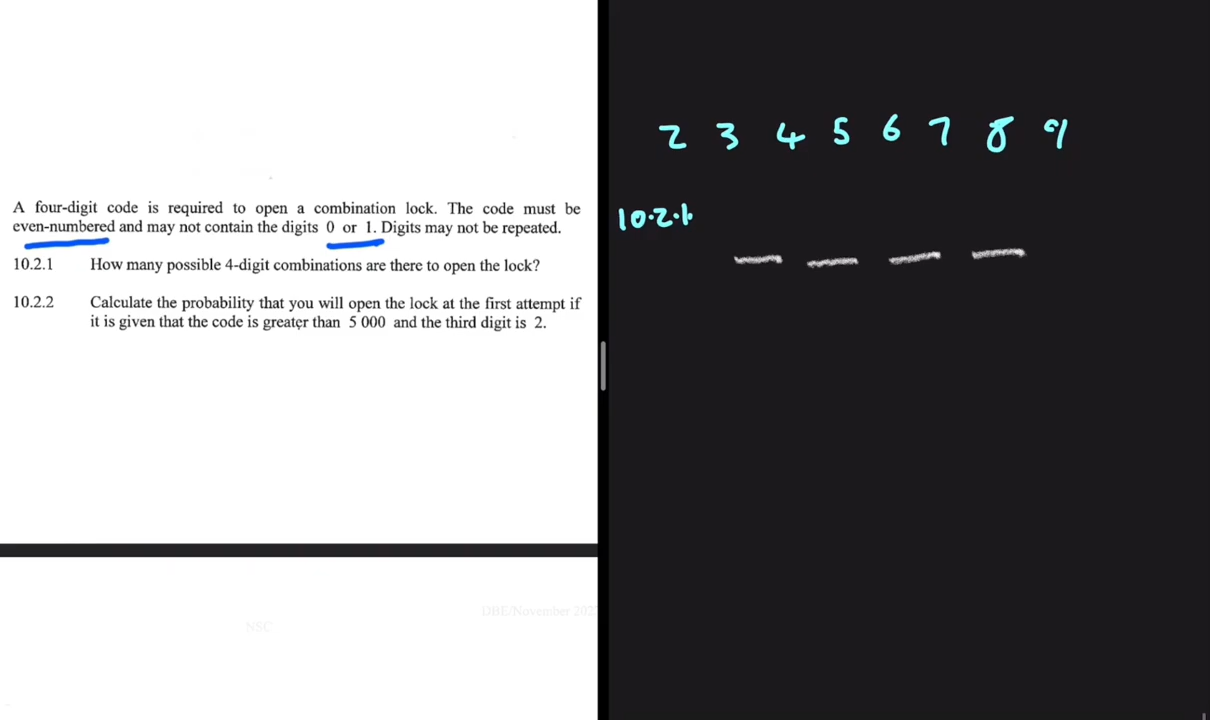 A four-digit code is required to open a combination lock. The code must be
even-numbered and may not contain the digits 0 or 1. Digits may not be repeated.
10.2.1 How many possible 4-digit combinations are there to open the lock?
10.2.2 Calculate the probability that you will open the lock at the first attempt if
it is given that the code is greater than 5 000 and the third digit is 2.
DBE/November 202
NSC
2 3 4 5 6 7 8 9
10.2.1